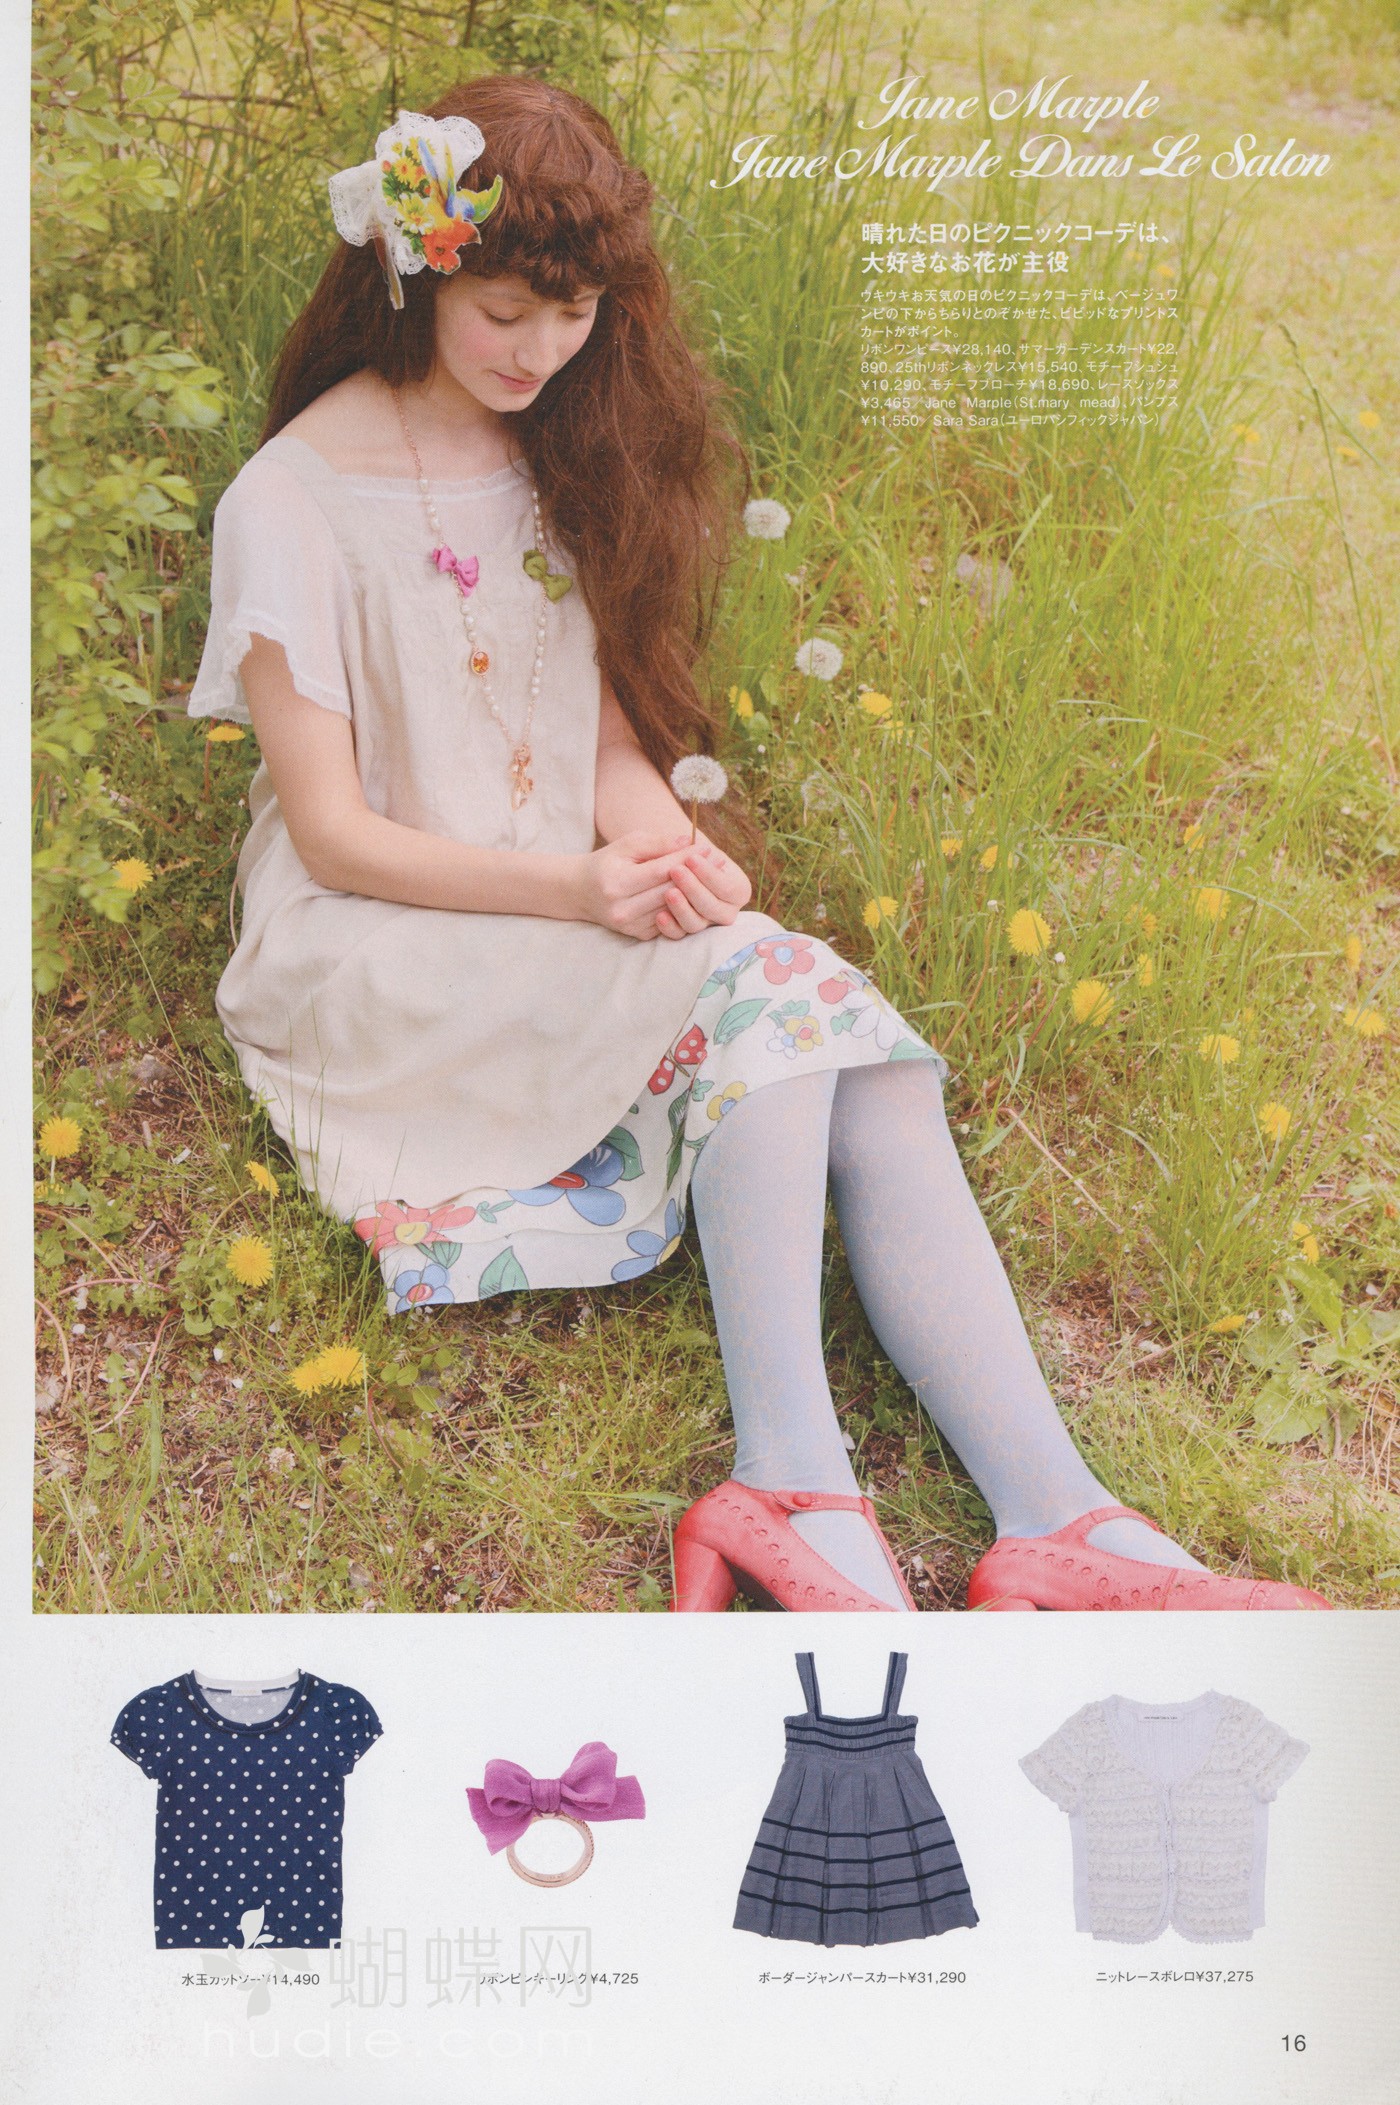 Jane Marple
Jane Marple Dans Le Salon
晴れた日のピクニックコーデは、
大好きなお花が主役
ウキウキお天気の日のピクニックコーデは、ベージュワ
ンピの下からちらりとのぞかせた、ビビッドなプリントス
カートがポイント。
リボンワンピース¥28,140、サマーガーデンスカート¥22,
890、25thリボンネックレス¥15,540、モチーフシュシュ
¥10,290、モチーフブローチ¥18,690、レースソックス
¥3,465／Jane Marple（St.mary mead）、パンプス
¥11,550／Sara Sara（ユーロパシフィックジャパン）
水玉カットソー¥14,490
リボンピンキーリング¥4,725
ボーダージャンパースカート¥31,290
ニットレースボレロ¥37,275
蝴蝶网
hudie.com
16